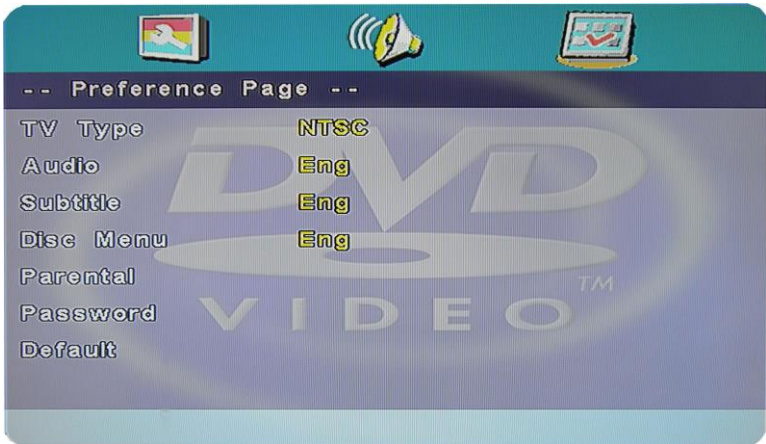 -- Preference Page --
TV Type NTSC
Audio Eng
Subtitle Eng
Disc Menu Eng
Parental
Password
Default
DVD
VIDEO TM